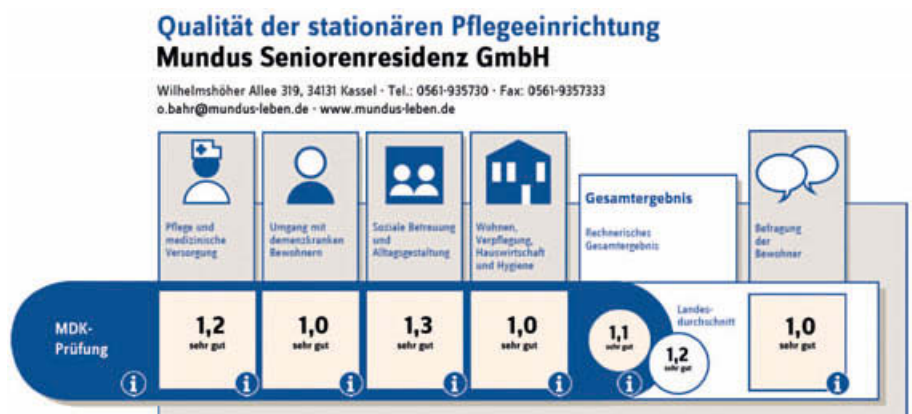 Qualität der stationären Pflegeeinrichtung
Mundus Seniorenresidenz GmbH
Wilhelmshöher Allee 319, 34131 Kassel · Tel.: 0561-935730 · Fax: 0561-9357333
o.bahr@mundus-leben.de · www.mundus-leben.de
Pflege und
medizinische
Versorgung
Umgang mit
demenzkranken
Bewohnern
Soziale Betreuung
und
Alltagsgestaltung
Wohnen,
Verpflegung,
Hauswirtschaft
und Hygiene
Gesamtergebnis
Rechnerisches
Gesamtergebnis
Befragung
der
Bewohner
MDK-
Prüfung
i
1,2
sehr gut
i
1,0
sehr gut
i
1,3
sehr gut
i
1,0
sehr gut
i
1,1
sehr gut
i
Landes-
durchschnitt
1,2
sehr gut
1,0
sehr gut
i